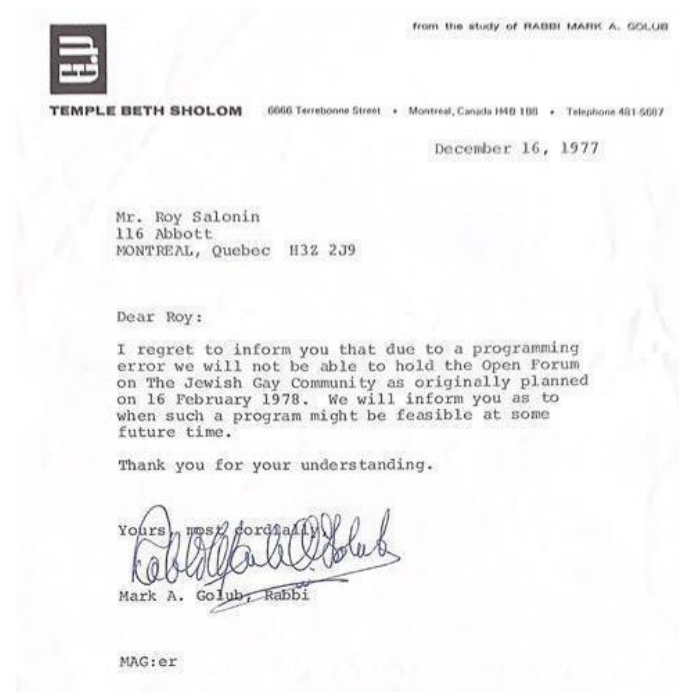 from the study of RABBI MARK A. GOLUB
TEMPLE BETH SHOLOM 6666 Terrebonne Street • Montreal, Canada H4B 1B8 • Telephone 481-5667
December 16, 1977
Mr. Roy Salonin
116 Abbott
MONTREAL, Quebec H3Z 2J9
Dear Roy:
I regret to inform you that due to a programming
error we will not be able to hold the Open Forum
on The Jewish Gay Community as originally planned
on 16 February 1978. We will inform you as to
when such a program might be feasible at some
future time.
Thank you for your understanding.
Yours, most cordially,
Rabbi Mark A. Golub
Mark A. Golub, Rabbi
MAG:er